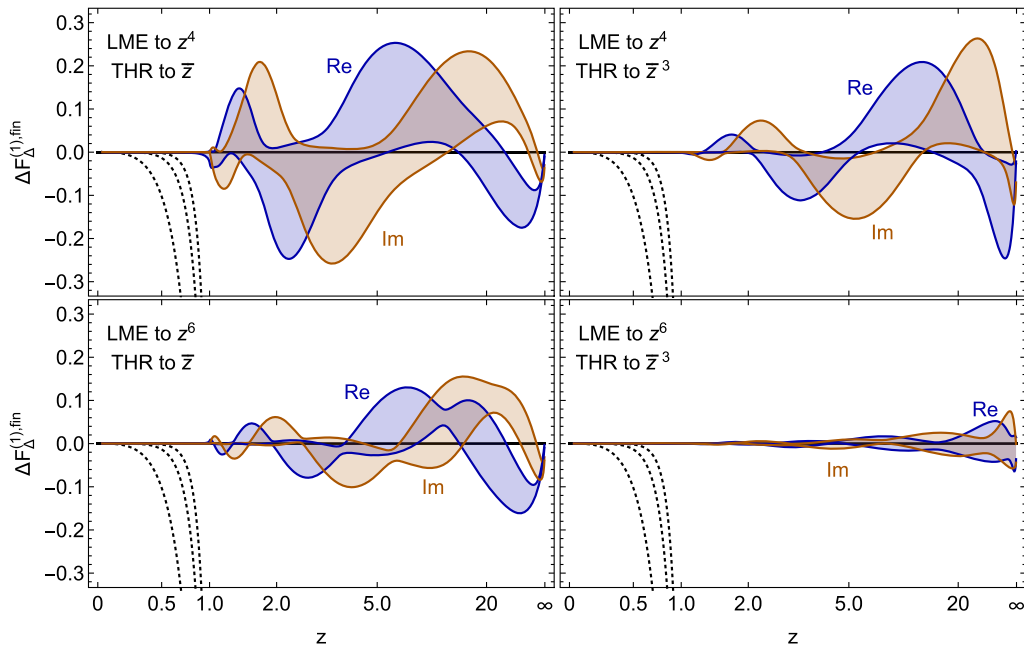 LME to z⁴
THR to z̅
Re
Im
LME to z⁴
THR to z̅ ³
Re
Im
LME to z⁶
THR to z̅
Re
Im
LME to z⁶
THR to z̅ ³
Re
Im
ΔF_Δ^(1),fin
0.3
0.2
0.1
0.0
-0.1
-0.2
-0.3
ΔF_Δ^(1),fin
0.3
0.2
0.1
0.0
-0.1
-0.2
-0.3
0 0.5 1.0 2.0 5.0 20 ∞
0 0.5 1.0 2.0 5.0 20 ∞
z
z